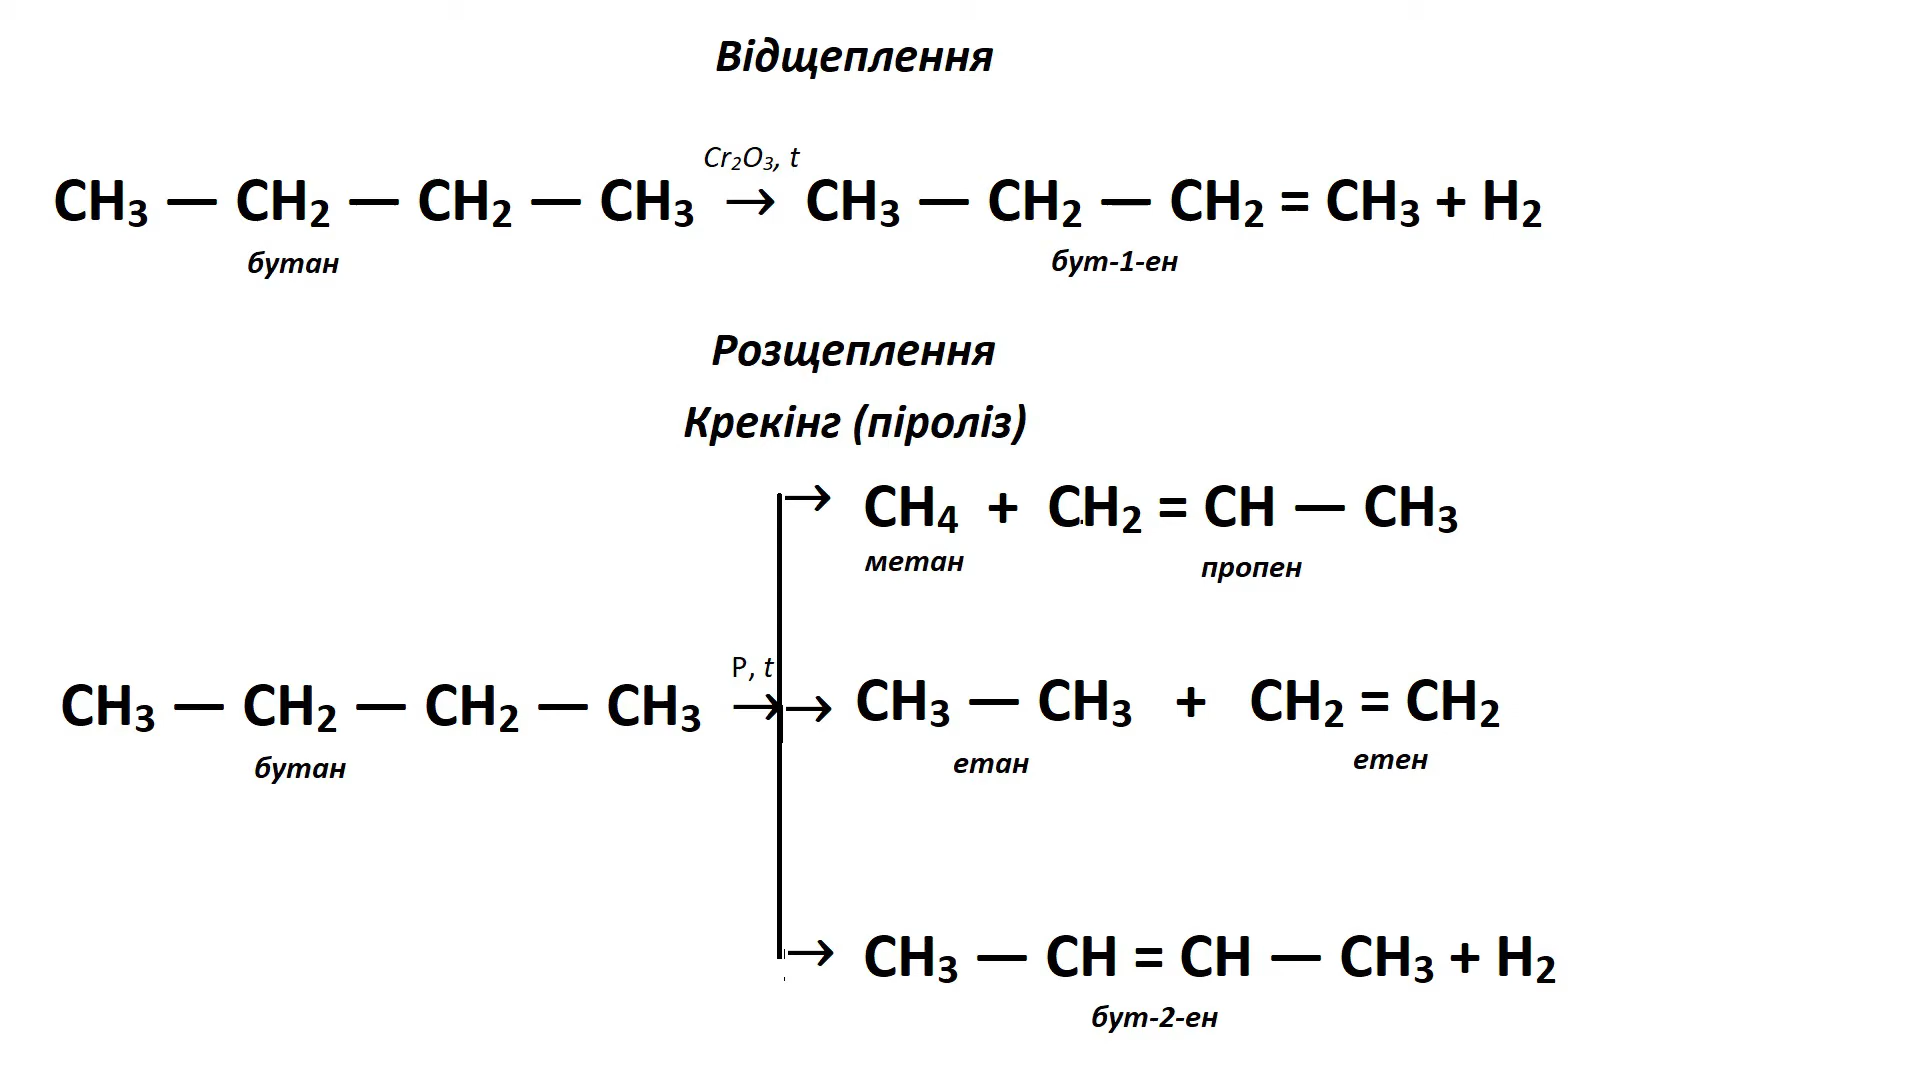 Відщеплення
Cr₂O₃, t
CH₃ — CH₂ — CH₂ — CH₃ → CH₃ — CH₂ — CH₂ = CH₃ + H₂
бутан бут-1-ен
Розщеплення
Крекінг (піроліз)
→ CH₄ + CH₂ = CH — CH₃
метан пропен
P, t
CH₃ — CH₂ — CH₂ — CH₃ →→ CH₃ — CH₃ + CH₂ = CH₂
бутан етан етен
→ CH₃ — CH = CH — CH₃ + H₂
бут-2-ен